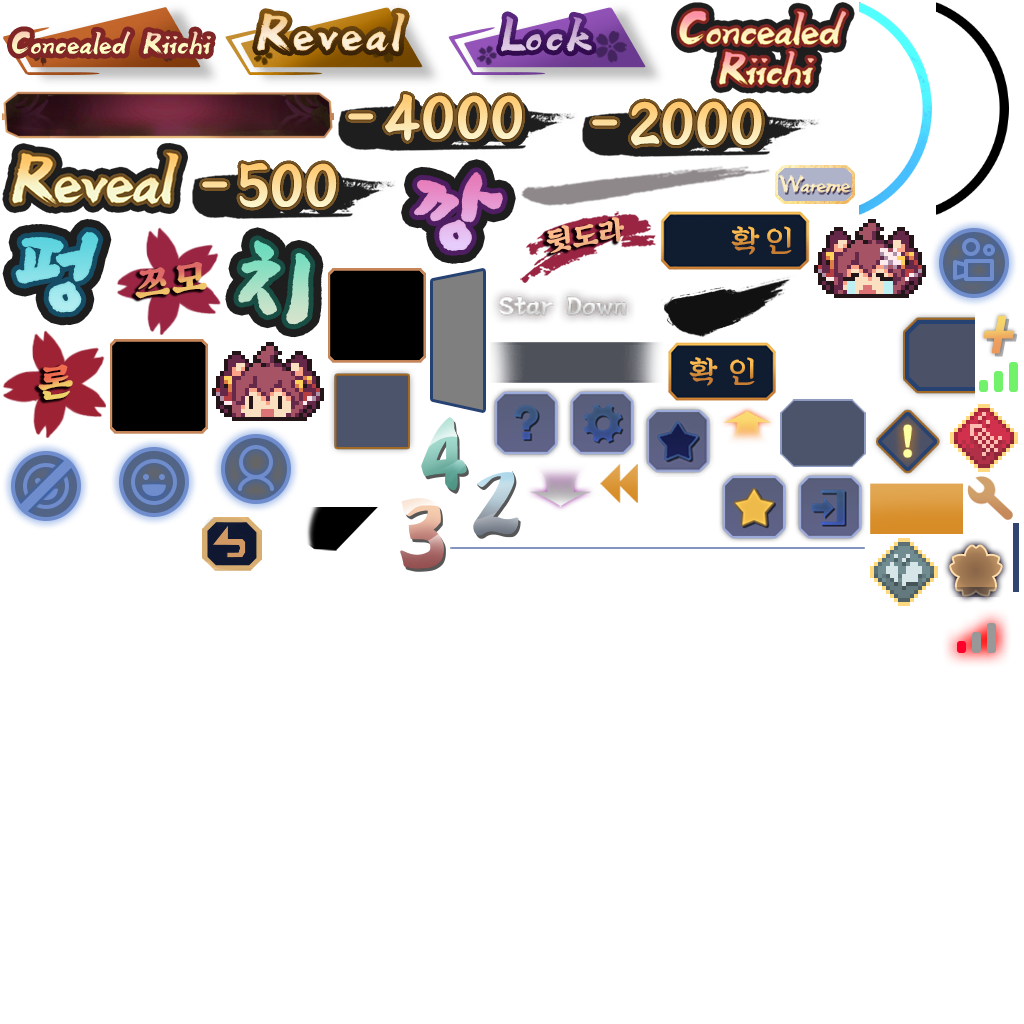 Concealed Riichi
Reveal
Lock
Concealed
Riichi
-4000
-2000
Reveal
-500
깡
Wareme
펑
쯔모
치
뒷도라
확인
Star Down
론
확인
?
!
4
2
3